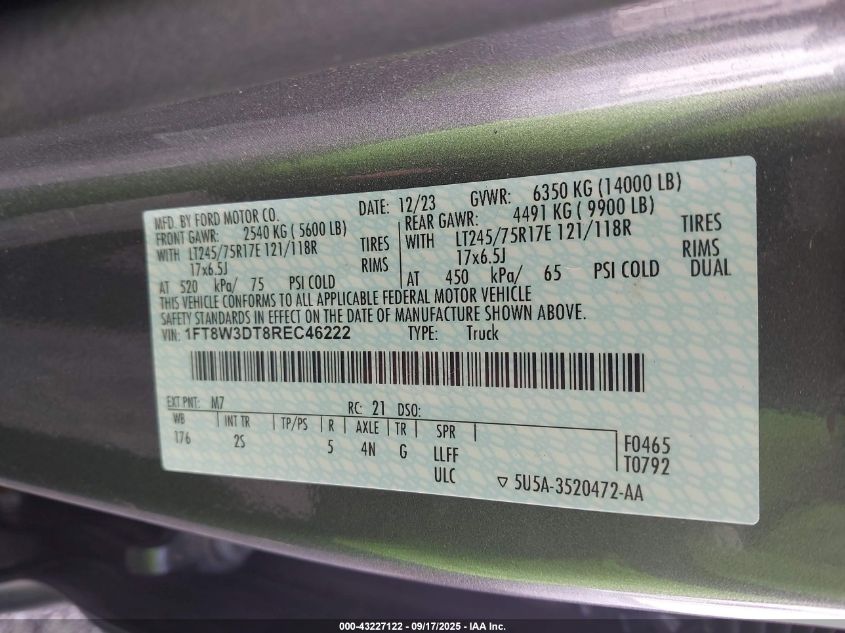 MFD. BY FORD MOTOR CO. DATE: 12/23 GVWR: 6350 KG (14000 LB)
FRONT GAWR: 2540 KG ( 5600 LB) REAR GAWR: 4491 KG ( 9900 LB)
WITH LT245/75R17E 121/118R TIRES WITH LT245/75R17E 121/118R TIRES
17x6.5J RIMS 17x6.5J RIMS
AT 520 kPa/ 75 PSI COLD AT 450 kPa/ 65 PSI COLD DUAL
THIS VEHICLE CONFORMS TO ALL APPLICABLE FEDERAL MOTOR VEHICLE
SAFETY STANDARDS IN EFFECT ON THE DATE OF MANUFACTURE SHOWN ABOVE.
VIN: 1FT8W3DT8REC46222 TYPE: Truck
EXT PNT: M7 RC: 21 DSO:
WB INT TR TP/PS R AXLE TR SPR
176 2S 5 4N G LLFF F0465
ULC T0792
▽ 5U5A-3520472-AA
000-43227122 - 09/17/2025 - IAA Inc.